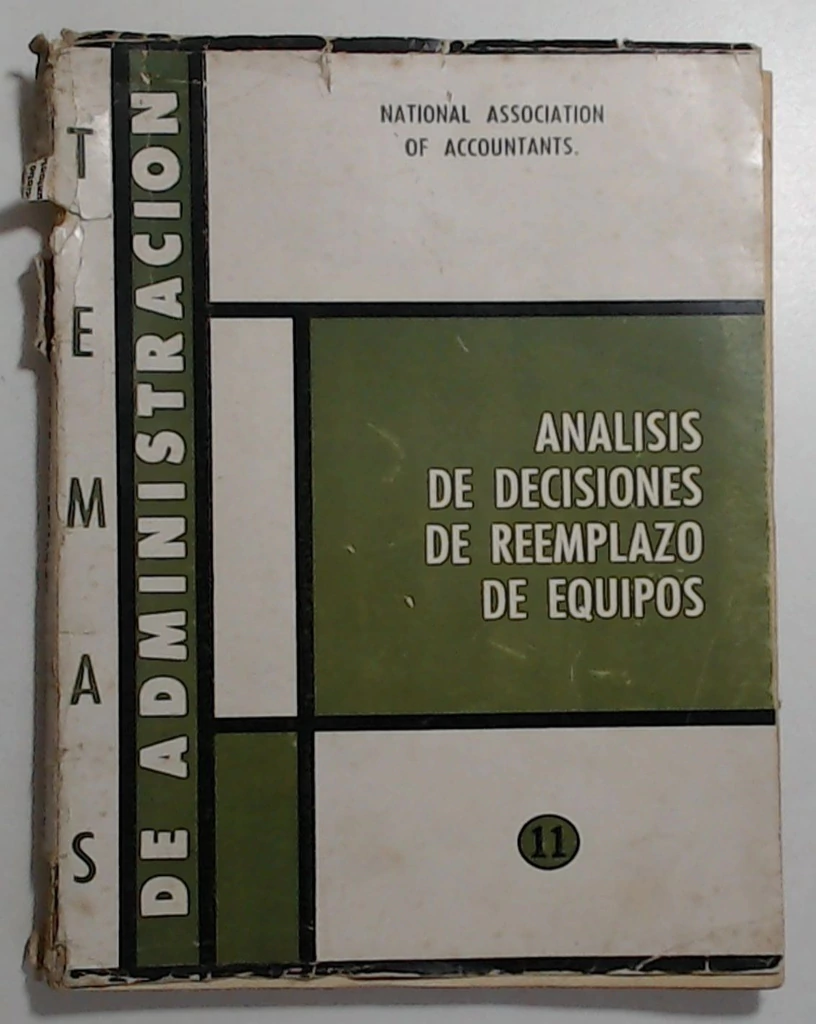 TEMAS
DE ADMINISTRACION
NATIONAL ASSOCIATION
OF ACCOUNTANTS.
ANALISIS
DE DECISIONES
DE REEMPLAZO
DE EQUIPOS
11